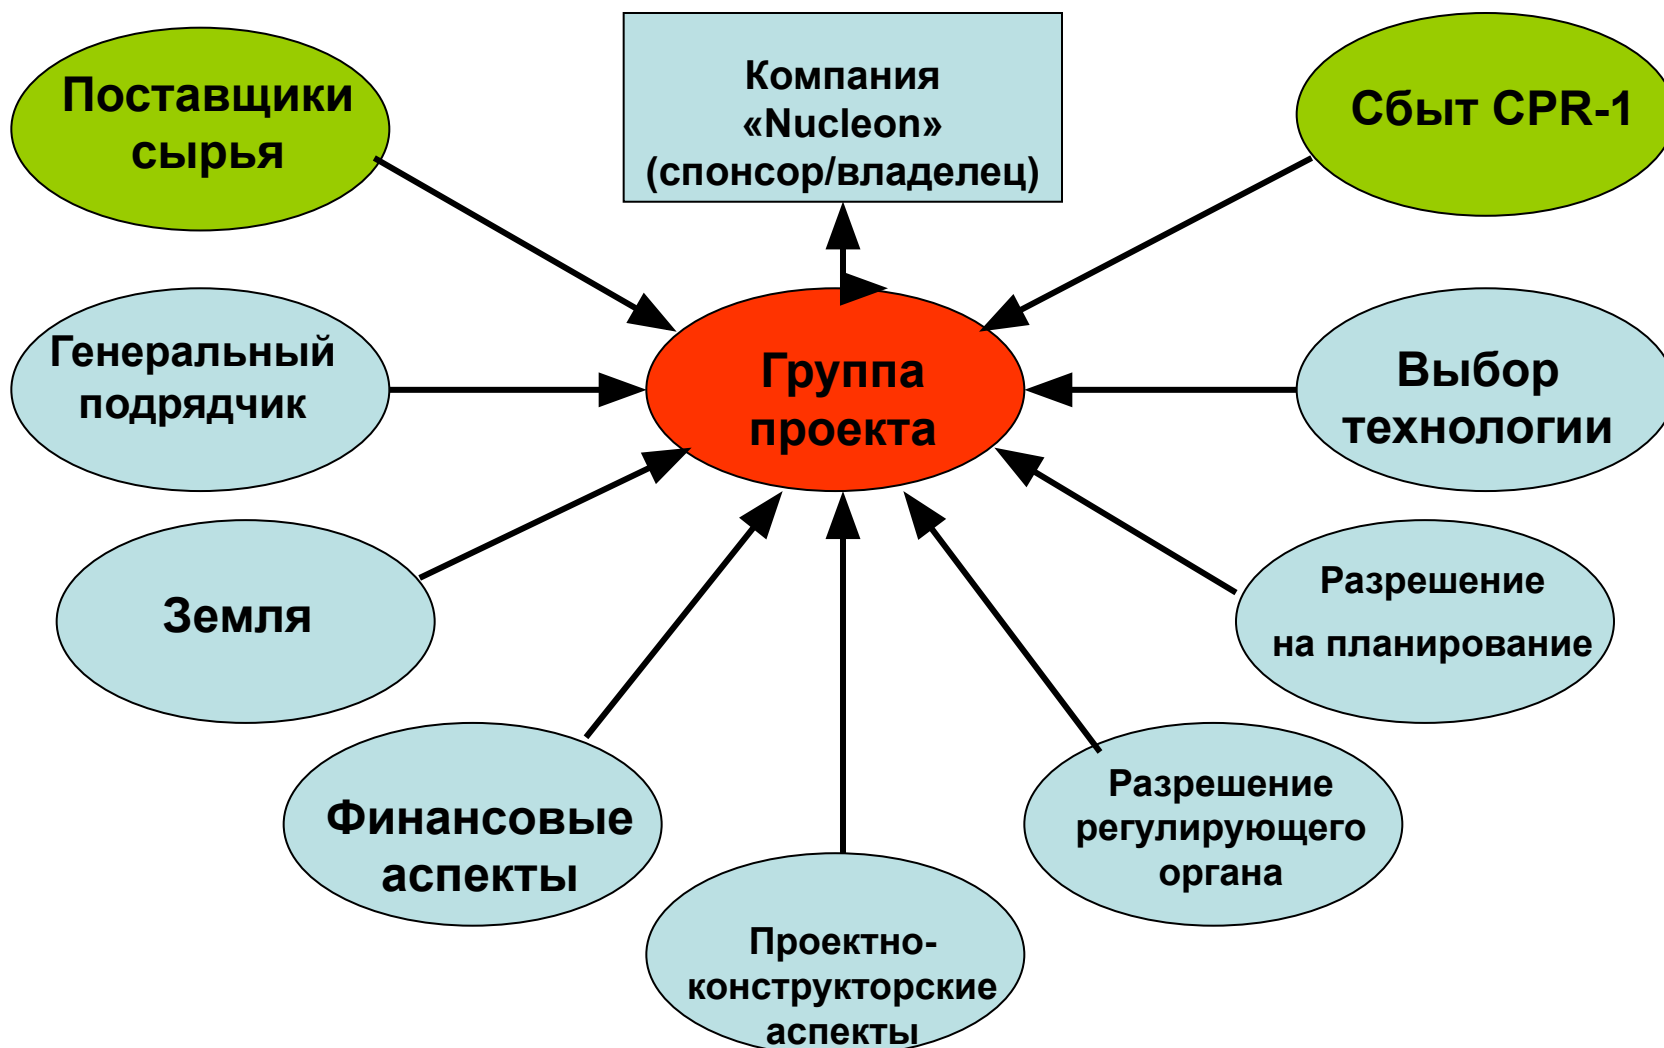 Поставщики
сырья
Компания
«Nucleon»
(спонсор/владелец)
Сбыт CPR-1
Генеральный
подрядчик
Группа
проекта
Выбор
технологии
Земля
Разрешение
на планирование
Финансовые
аспекты
Разрешение
регулирующего
органа
Проектно-
конструкторские
аспекты